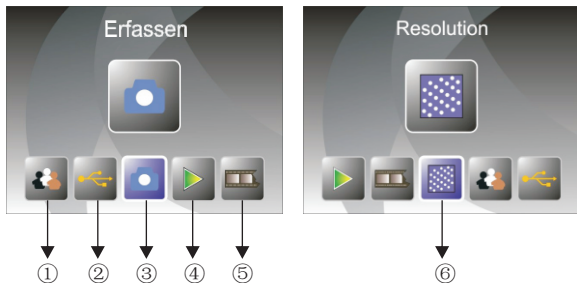 Erfassen
Resolution
① ② ③ ④ ⑤
⑥